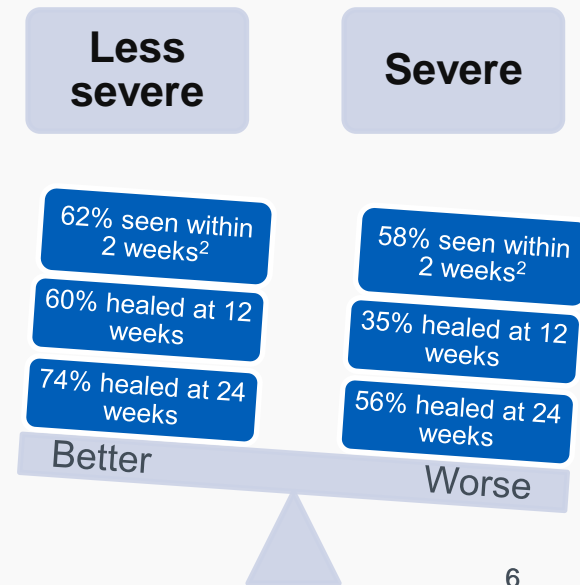 Less
severe
Severe
62% seen within
2 weeks²
60% healed at 12
weeks
74% healed at 24
weeks
58% seen within
2 weeks²
35% healed at 12
weeks
56% healed at 24
weeks
Better
Worse
6